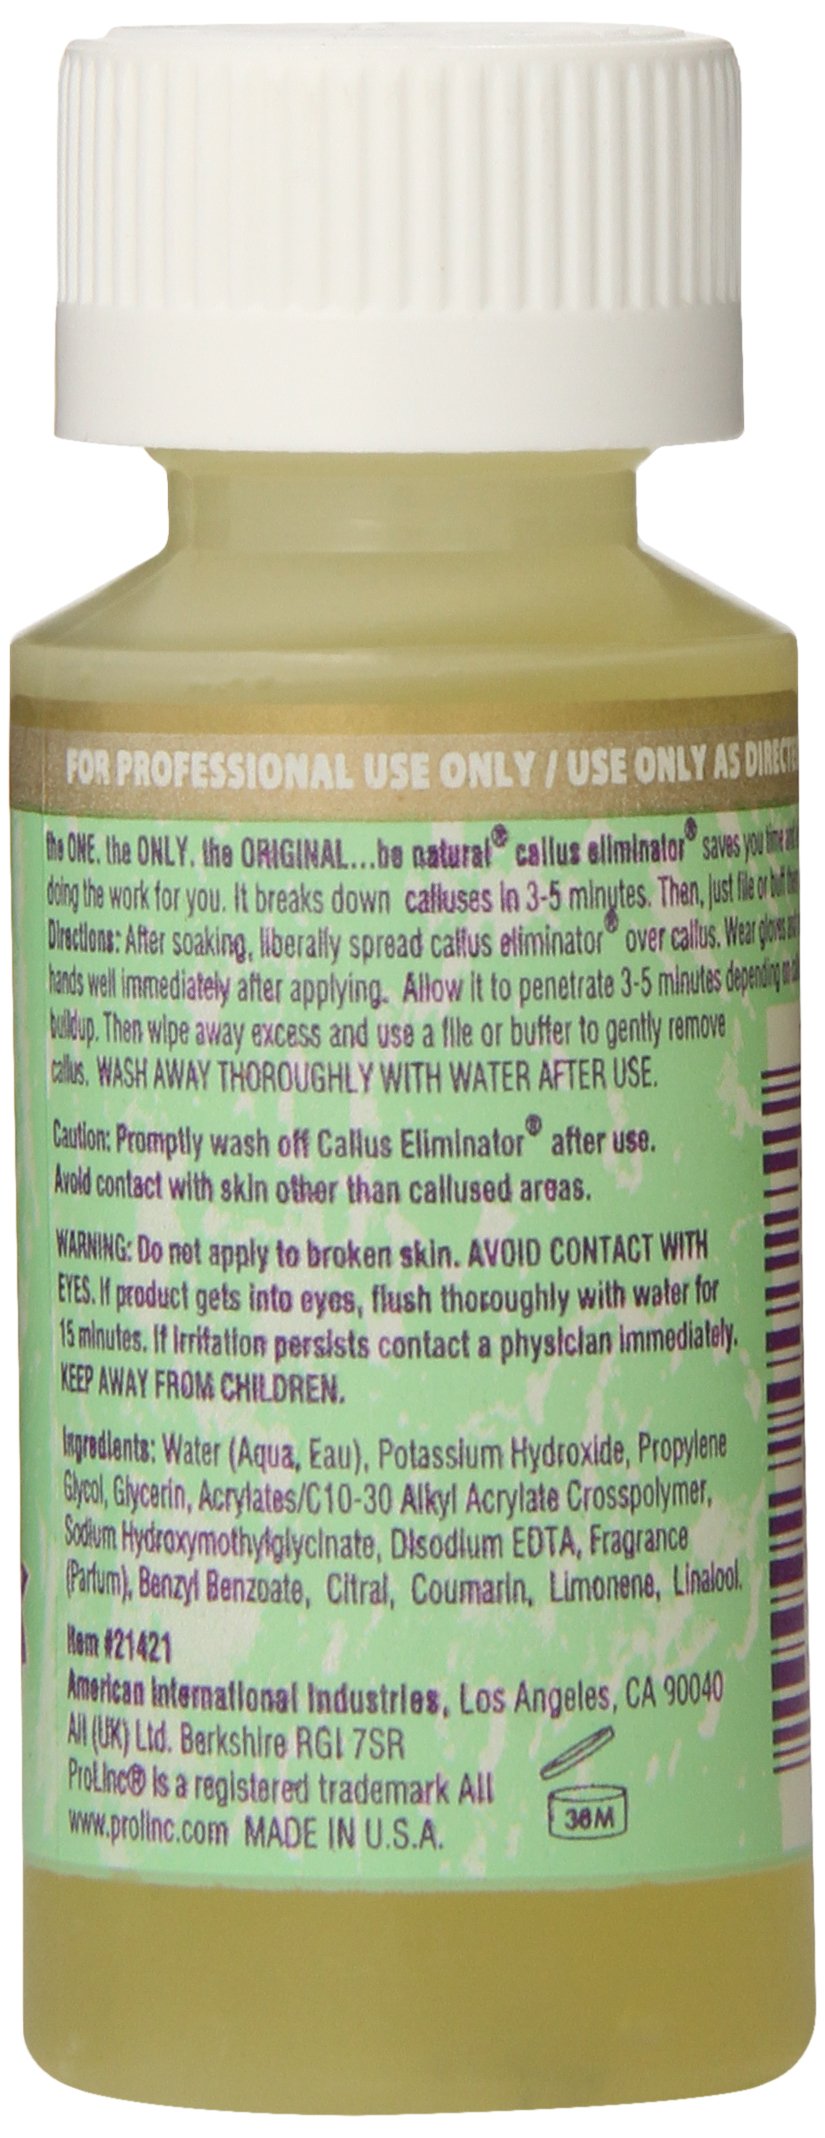 FOR PROFESSIONAL USE ONLY / USE ONLY AS DIRECTED
the ONE. the ONLY. the ORIGINAL...be natural® callus eliminator® saves you time and
doing the work for you. It breaks down calluses in 3-5 minutes. Then, just file or buff
Directions: After soaking, liberally spread callus eliminator® over callus. Wear gloves and
hands well immediately after applying. Allow it to penetrate 3-5 minutes depending on
buildup. Then wipe away excess and use a file or buffer to gently remove
callus. WASH AWAY THOROUGHLY WITH WATER AFTER USE.
Caution: Promptly wash off Callus Eliminator® after use.
Avoid contact with skin other than callused areas.
WARNING: Do not apply to broken skin. AVOID CONTACT WITH
EYES. If product gets into eyes, flush thoroughly with water for
15 minutes. If irritation persists contact a physician immediately.
KEEP AWAY FROM CHILDREN.
Ingredients: Water (Aqua, Eau), Potassium Hydroxide, Propylene
Glycol, Glycerin, Acrylates/C10-30 Alkyl Acrylate Crosspolymer,
Sodium Hydroxymethylglycinate, Disodium EDTA, Fragrance
(Parfum), Benzyl Benzoate, Citral, Coumarin, Limonene, Linalool.
Item #21421
American International Industries, Los Angeles, CA 90040
AII (UK) Ltd. Berkshire RGI 7SR
ProLinc® is a registered trademark AII
www.prolinc.com MADE IN U.S.A.
36M